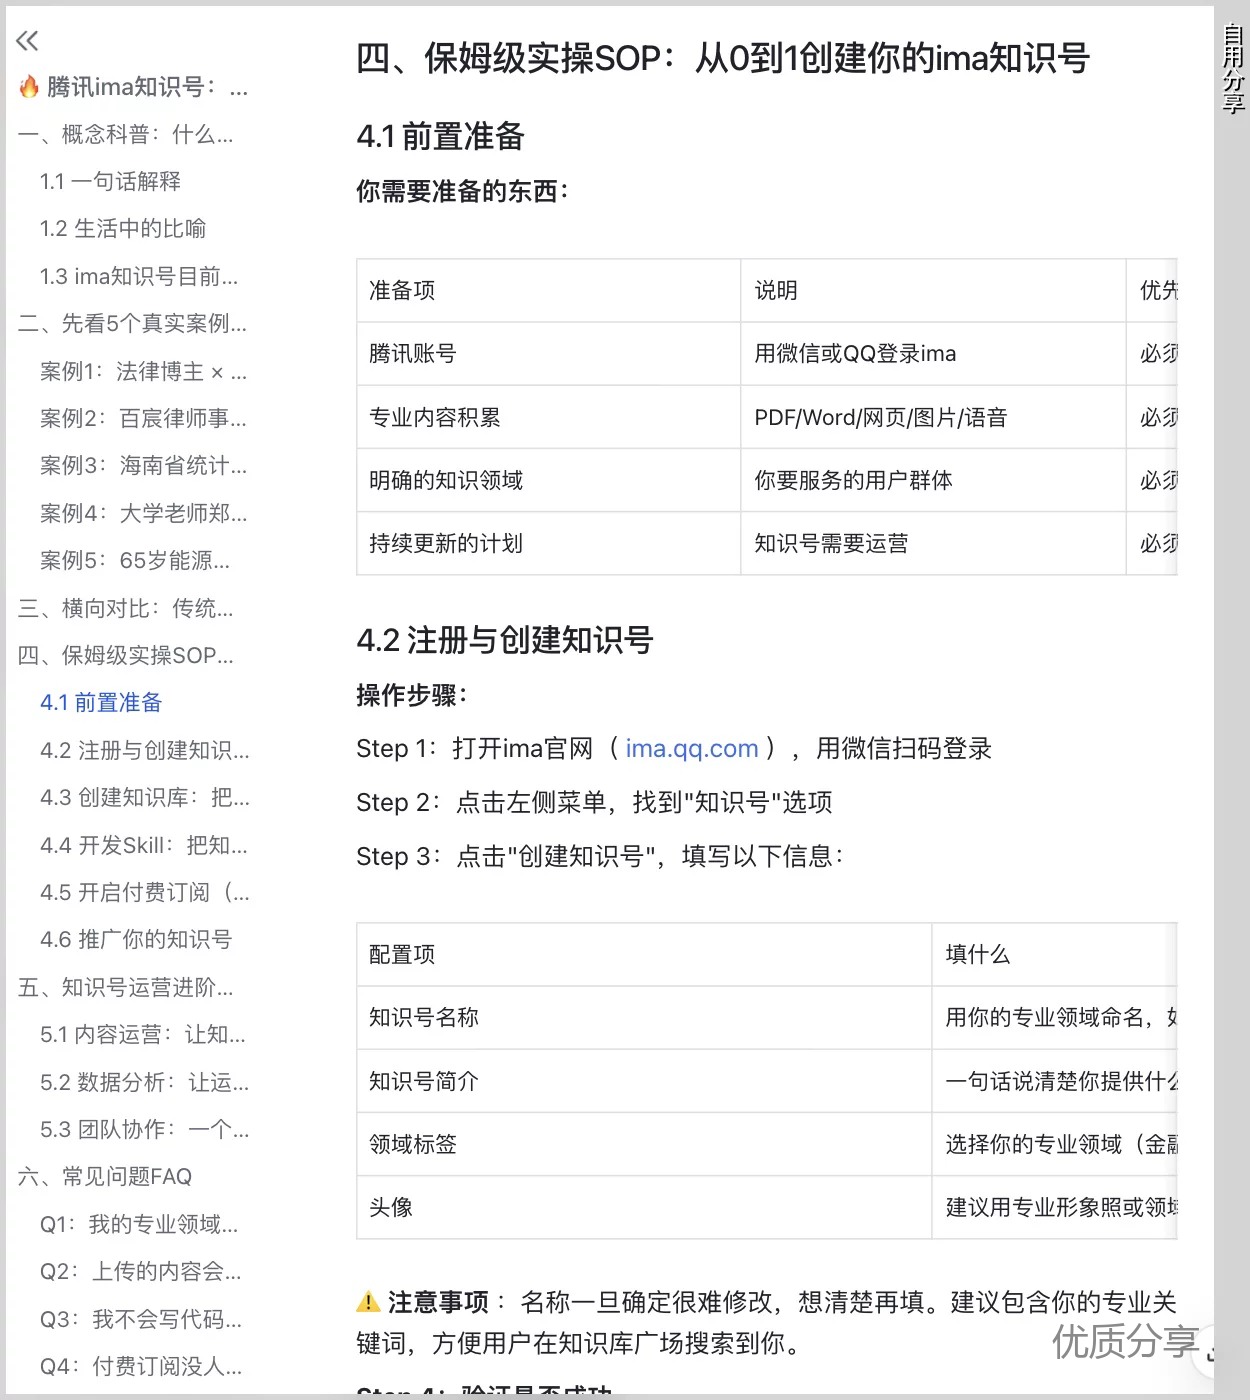 🔥 腾讯ima知识号：...
一、概念科普：什么...
1.1 一句话解释
1.2 生活中的比喻
1.3 ima知识号目前...
二、先看5个真实案例...
案例1：法律博主 × ...
案例2：百宸律师事...
案例3：海南省统计...
案例4：大学老师郑...
案例5：65岁能源...
三、横向对比：传统...
四、保姆级实操SOP...
4.1 前置准备
4.2 注册与创建知识...
4.3 创建知识库：把...
4.4 开发Skill：把知...
4.5 开启付费订阅（...
4.6 推广你的知识号
五、知识号运营进阶...
5.1 内容运营：让知...
5.2 数据分析：让运...
5.3 团队协作：一个...
六、常见问题FAQ
Q1：我的专业领域...
Q2：上传的内容会...
Q3：我不会写代码...
Q4：付费订阅没人...
四、保姆级实操SOP：从0到1创建你的ima知识号
4.1 前置准备
你需要准备的东西：
准备项 说明 优先
腾讯账号 用微信或QQ登录ima 必须
专业内容积累 PDF/Word/网页/图片/语音 必须
明确的知识领域 你要服务的用户群体 必须
持续更新的计划 知识号需要运营 必须
4.2 注册与创建知识号
操作步骤：
Step 1：打开ima官网（ ima.qq.com ），用微信扫码登录
Step 2：点击左侧菜单，找到"知识号"选项
Step 3：点击"创建知识号"，填写以下信息：
配置项 填什么
知识号名称 用你的专业领域命名，如
知识号简介 一句话说清楚你提供什么
领域标签 选择你的专业领域（金融
头像 建议用专业形象照或领域
⚠️ 注意事项 ：名称一旦确定很难修改，想清楚再填。建议包含你的专业关
键词，方便用户在知识库广场搜索到你。
Step 4：验证是否成功
自用分享
优质分享